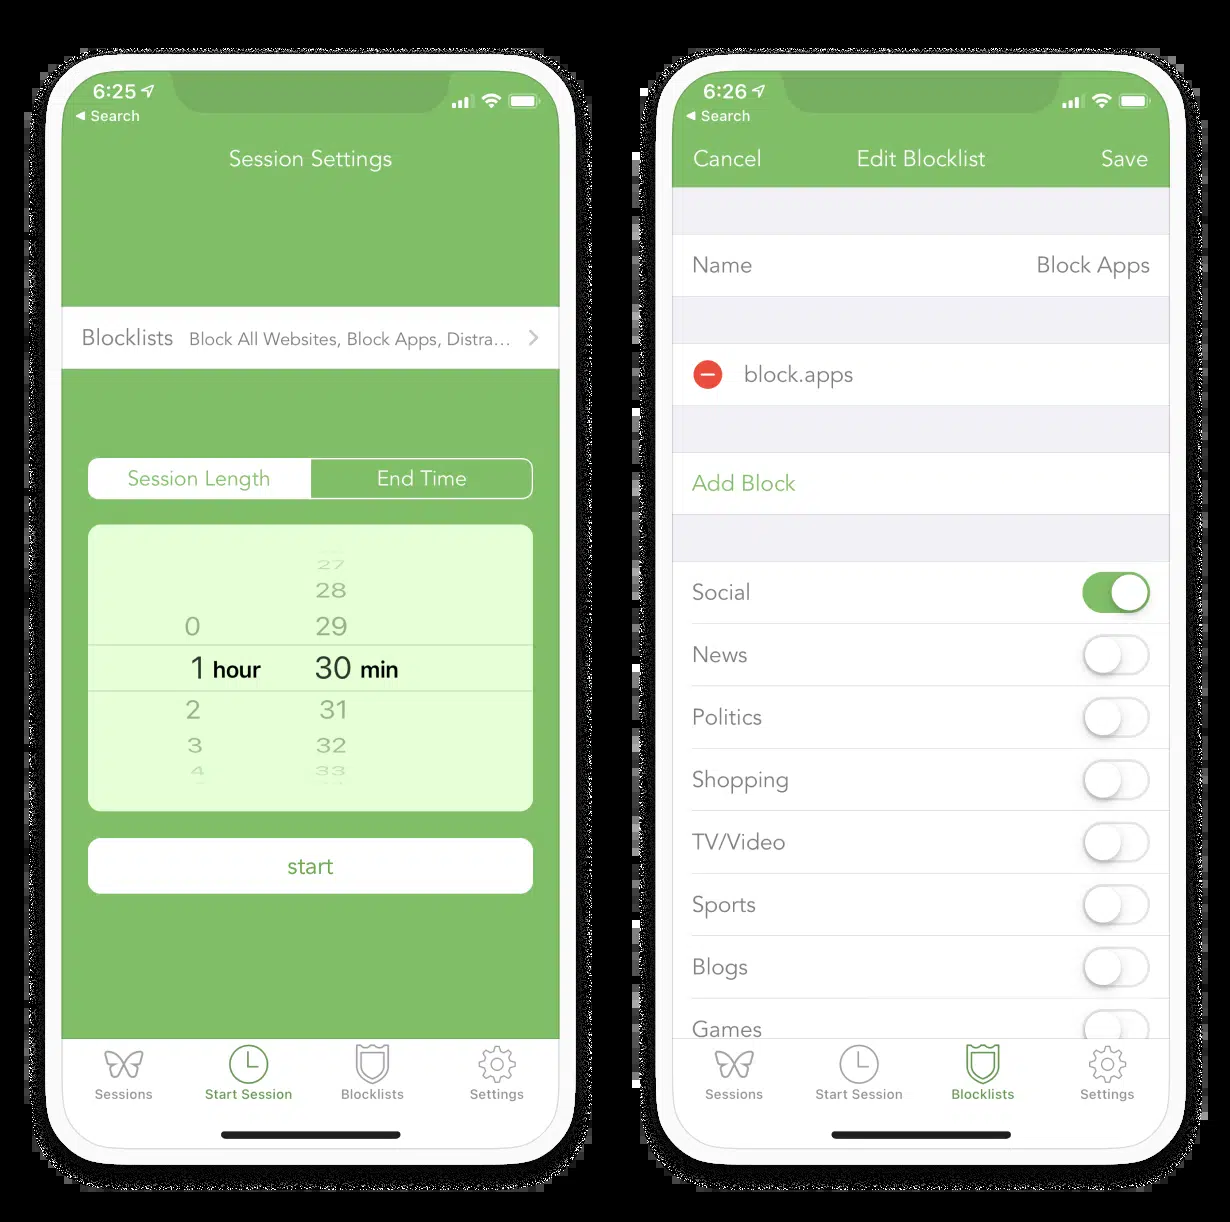 6:25
◀ Search
Session Settings
Blocklists Block All Websites, Block Apps, Distra...
Session Length End Time
27
28
0 29
1 hour 30 min
2 31
3 32
4 33
start
Sessions Start Session Blocklists Settings
6:26
◀ Search
Cancel Edit Blocklist Save
Name Block Apps
block.apps
Add Block
Social
News
Politics
Shopping
TV/Video
Sports
Blogs
Games
Sessions Start Session Blocklists Settings